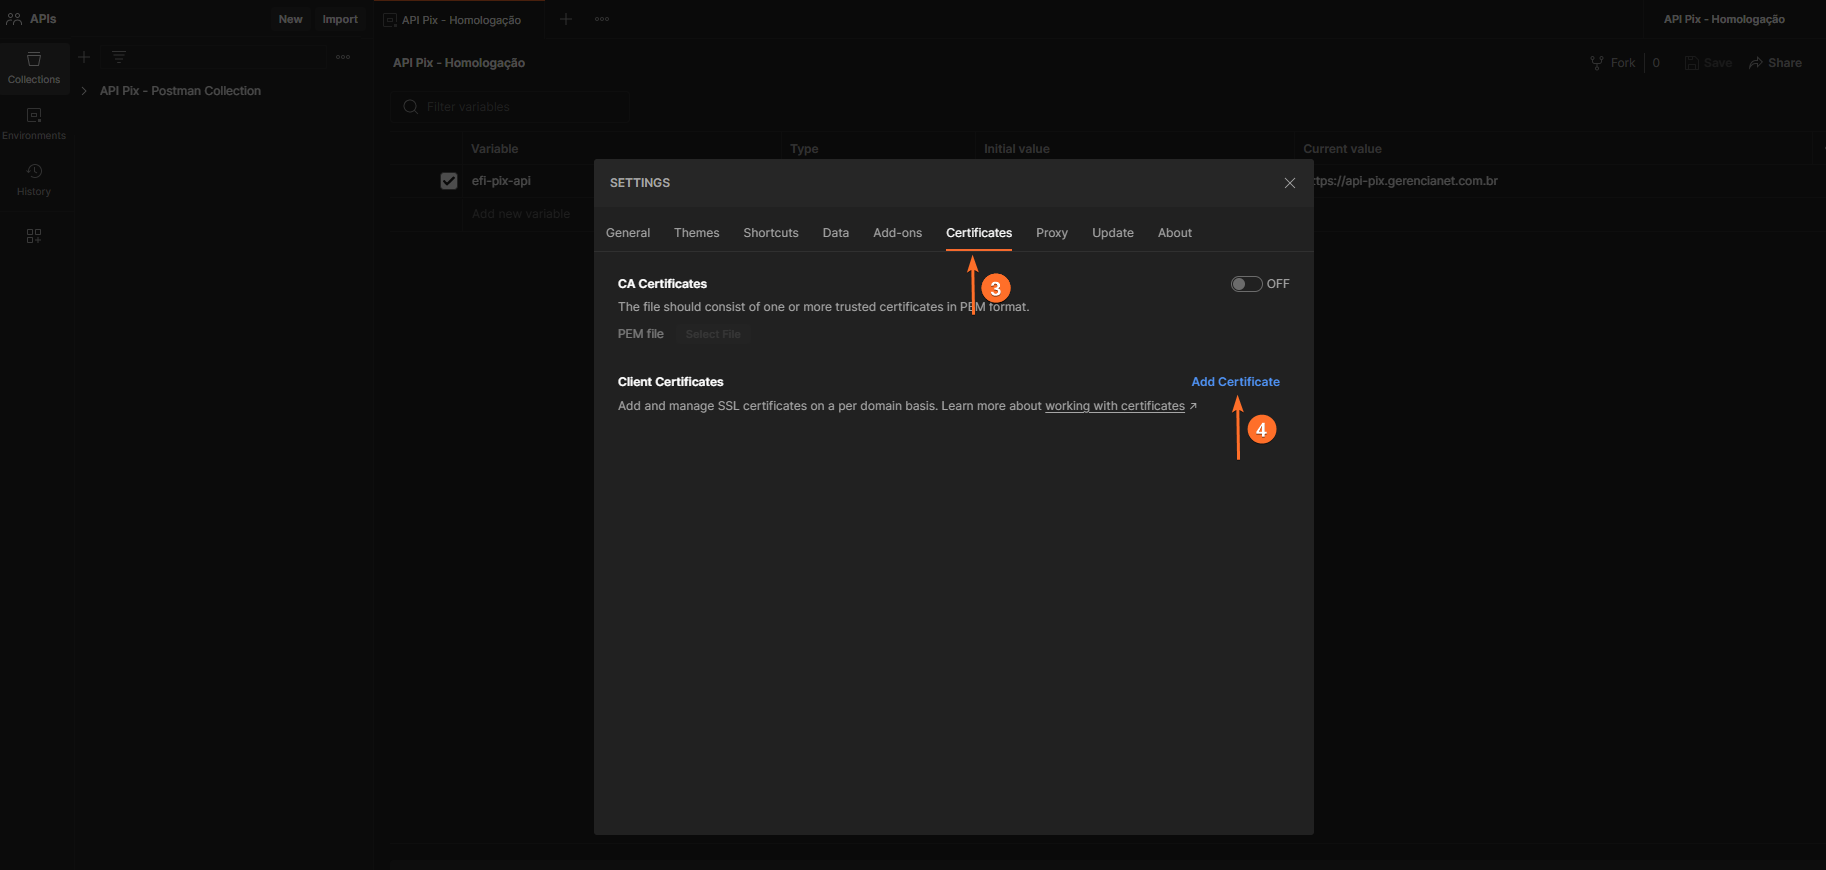 APIs
New
Import
API Pix - Homologação
API Pix - Homologação
Collections
API Pix - Homologação
Fork
0
Save
Share
API Pix - Postman Collection
Filter variables
Environments
Variable
Type
Initial value
Current value
History
efi-pix-api
ttps://api-pix.gerencianet.com.br
Add new variable
SETTINGS
General
Themes
Shortcuts
Data
Add-ons
Certificates
Proxy
Update
About
CA Certificates
OFF
3
The file should consist of one or more trusted certificates in PEM format.
PEM file
Select File
Client Certificates
Add Certificate
Add and manage SSL certificates on a per domain basis. Learn more about working with certificates ↗
4